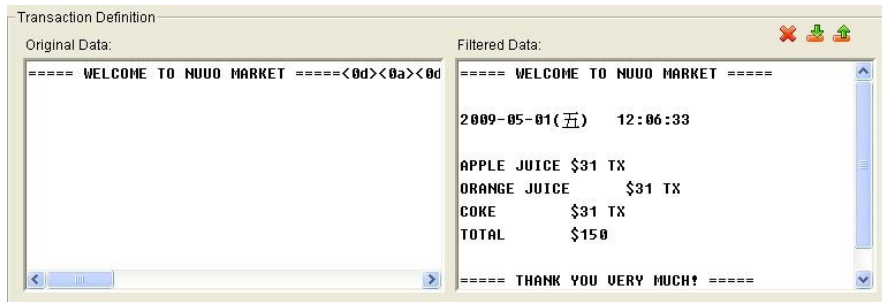 Transaction Definition
Original Data:
===== WELCOME TO NUUO MARKET =====<0d><0a><0d
Filtered Data:
===== WELCOME TO NUUO MARKET =====
2009-05-01(五) 12:06:33
APPLE JUICE $31 TX
ORANGE JUICE $31 TX
COKE $31 TX
TOTAL $150
===== THANK YOU VERY MUCH! =====